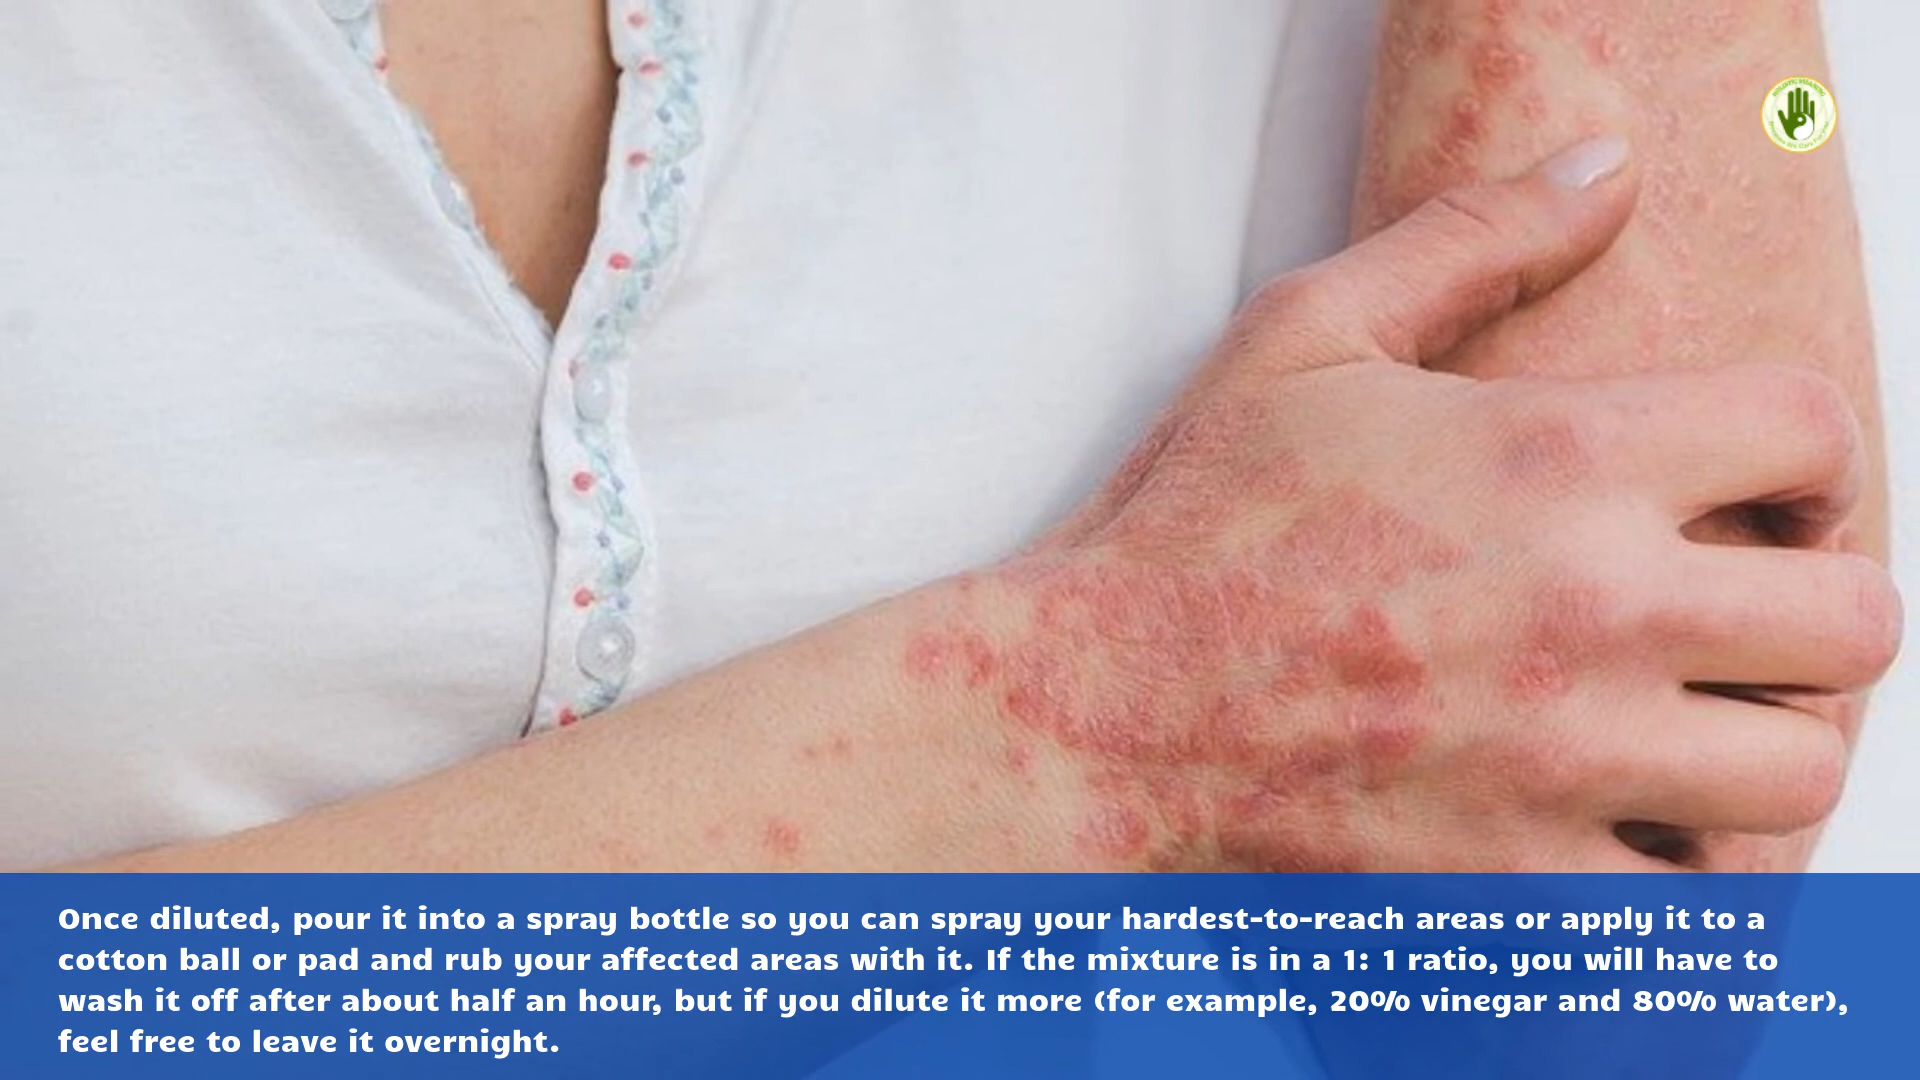 Once diluted, pour it into a spray bottle so you can spray your hardest-to-reach areas or apply it to a
cotton ball or pad and rub your affected areas with it. If the mixture is in a 1: 1 ratio, you will have to
wash it off after about half an hour, but if you dilute it more (for example, 20% vinegar and 80% water),
feel free to leave it overnight.